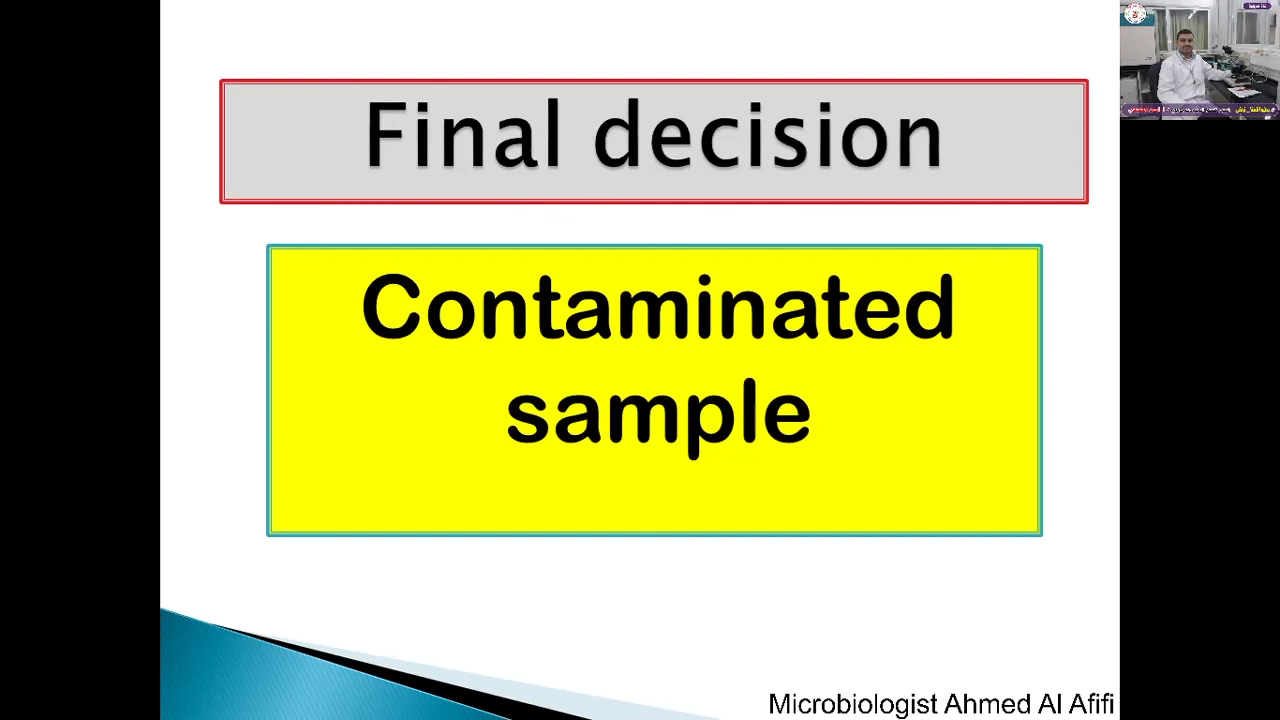 Final decision
Contaminated
sample
Microbiologist Ahmed Al Afifi